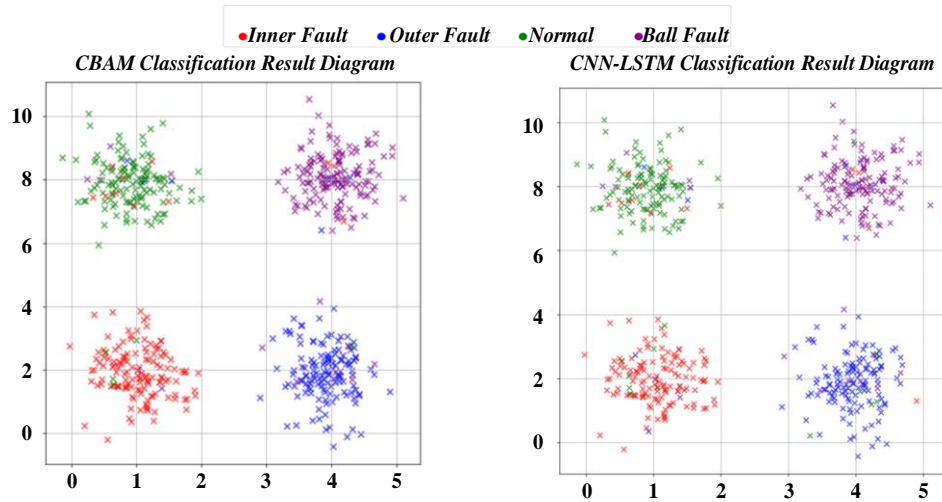 Inner Fault Outer Fault Normal Ball Fault
CBAM Classification Result Diagram
10
8
6
4
2
0
0 1 2 3 4 5
CNN-LSTM Classification Result Diagram
10
8
6
4
2
0
0 1 2 3 4 5